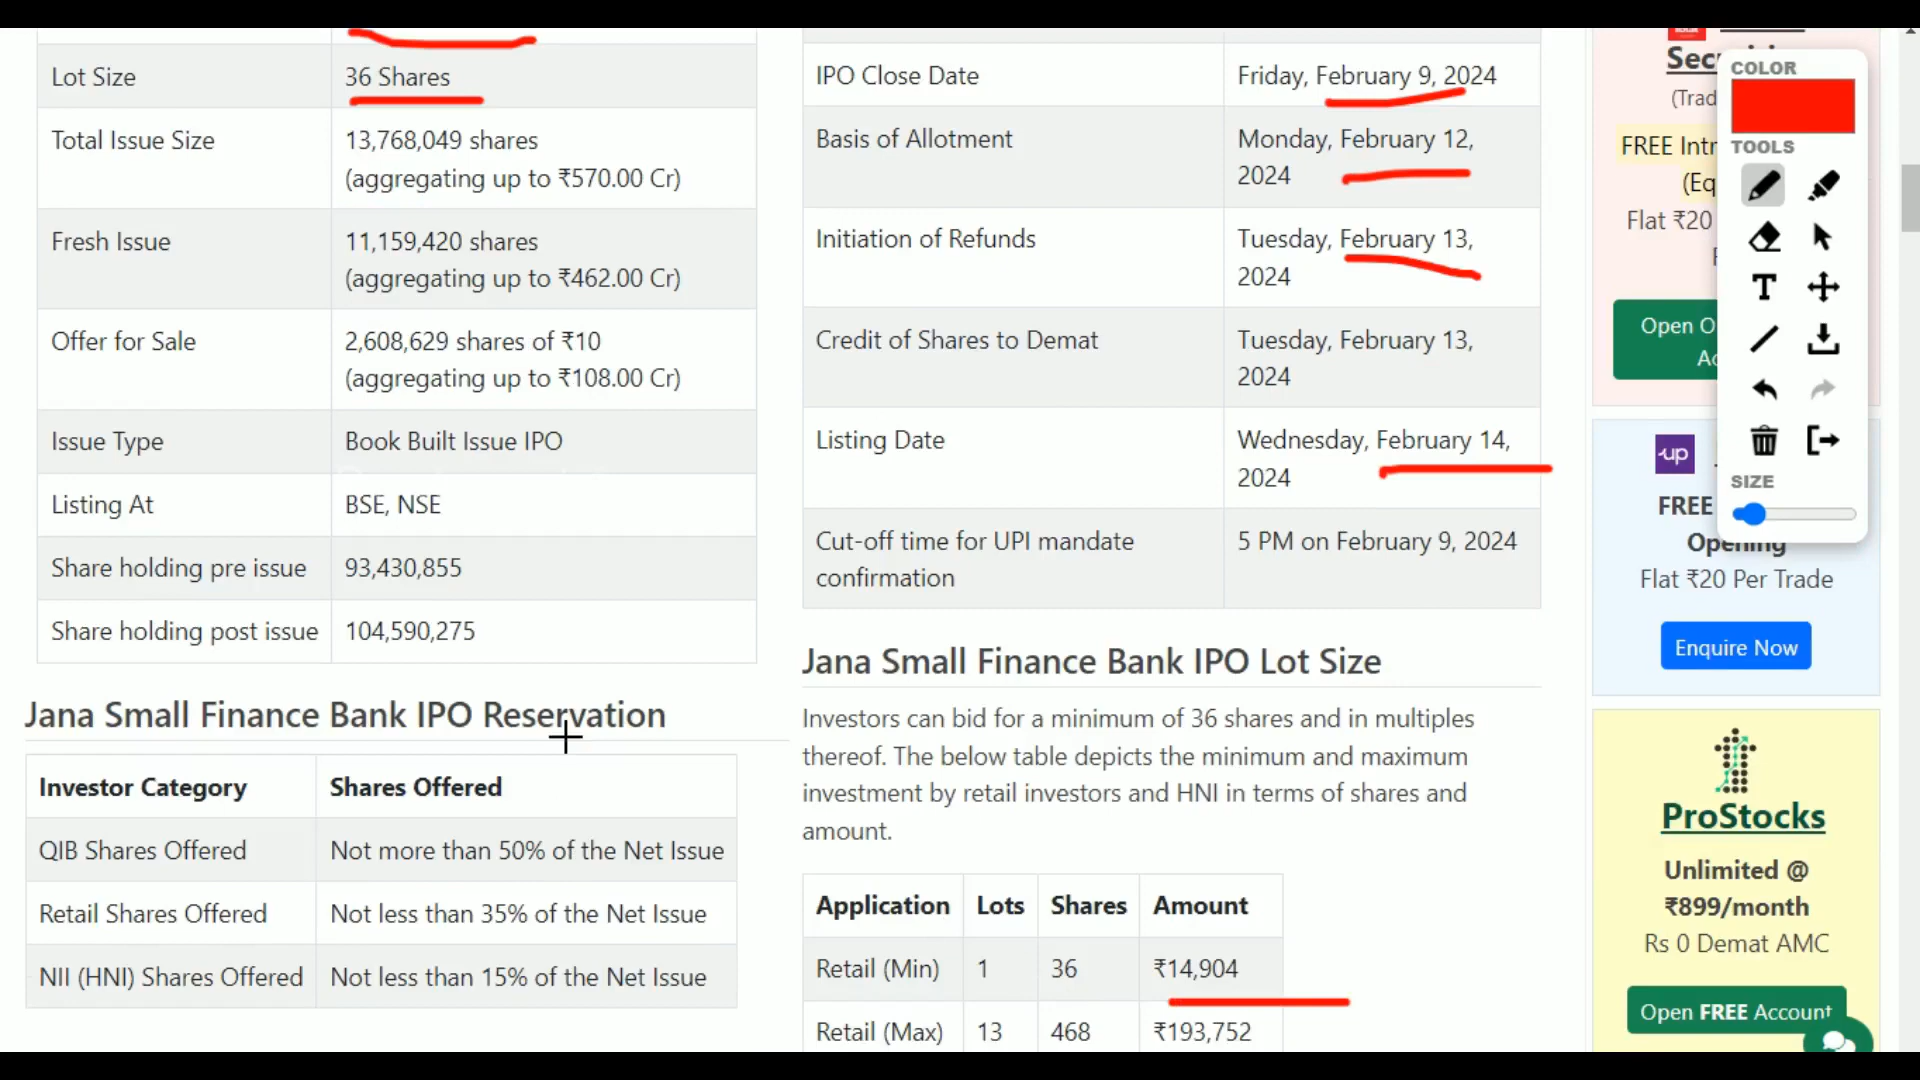 Lot Size
36 Shares
Total Issue Size
13,768,049 shares
(aggregating up to ₹570.00 Cr)
Fresh Issue
11,159,420 shares
(aggregating up to ₹462.00 Cr)
Offer for Sale
2,608,629 shares of ₹10
(aggregating up to ₹108.00 Cr)
Issue Type
Book Built Issue IPO
Listing At
BSE, NSE
Share holding pre issue
93,430,855
Share holding post issue
104,590,275
Jana Small Finance Bank IPO Reservation
Investor Category
Shares Offered
QIB Shares Offered
Not more than 50% of the Net Issue
Retail Shares Offered
Not less than 35% of the Net Issue
NII (HNI) Shares Offered
Not less than 15% of the Net Issue
IPO Close Date
Friday, February 9, 2024
Basis of Allotment
Monday, February 12,
2024
Initiation of Refunds
Tuesday, February 13,
2024
Credit of Shares to Demat
Tuesday, February 13,
2024
Listing Date
Wednesday, February 14,
2024
Cut-off time for UPI mandate
confirmation
5 PM on February 9, 2024
Jana Small Finance Bank IPO Lot Size
Investors can bid for a minimum of 36 shares and in multiples
thereof. The below table depicts the minimum and maximum
investment by retail investors and HNI in terms of shares and
amount.
Application
Lots
Shares
Amount
Retail (Min)
1
36
₹14,904
Retail (Max)
13
468
₹193,752
FREE
Flat ₹20
Open
up
FREE
Opening
Flat ₹20 Per Trade
Enquire Now
ProStocks
Unlimited @
₹899/month
Rs 0 Demat AMC
Open FREE Account
COLOR
TOOLS
T
SIZE